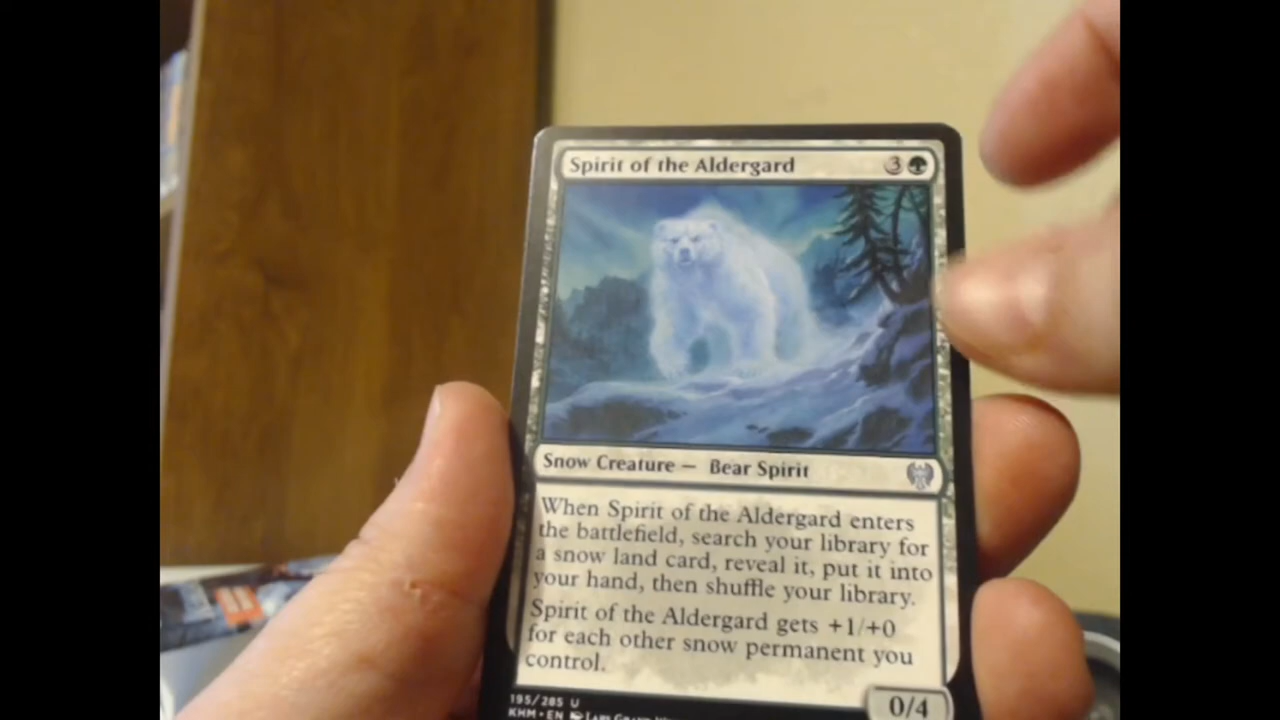 Spirit of the Aldergard 3
Snow Creature — Bear Spirit
When Spirit of the Aldergard enters
the battlefield, search your library for
a snow land card, reveal it, put it into
your hand, then shuffle your library.
Spirit of the Aldergard gets +1/+0
for each other snow permanent you
control.
0/4
195/285 U
KHM • EN